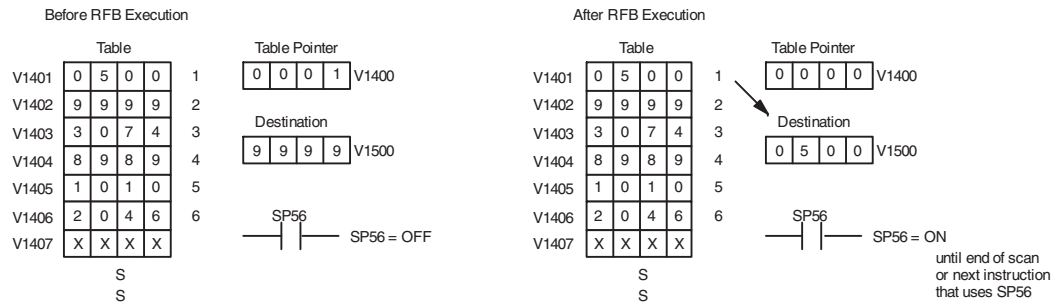 Before RFB Execution
Table
Table Pointer
V1401 0 5 0 0 1
0 0 0 1 V1400
V1402 9 9 9 9 2
V1403 3 0 7 4 3
Destination
V1404 8 9 8 9 4
9 9 9 9 V1500
V1405 1 0 1 0 5
V1406 2 0 4 6 6
SP56
V1407 X X X X
SP56 = OFF
S
S
After RFB Execution
Table
Table Pointer
V1401 0 5 0 0 1
0 0 0 0 V1400
V1402 9 9 9 9 2
V1403 3 0 7 4 3
Destination
V1404 8 9 8 9 4
0 5 0 0 V1500
V1405 1 0 1 0 5
V1406 2 0 4 6 6
SP56
V1407 X X X X
SP56 = ON
until end of scan
or next instruction
that uses SP56
S
S